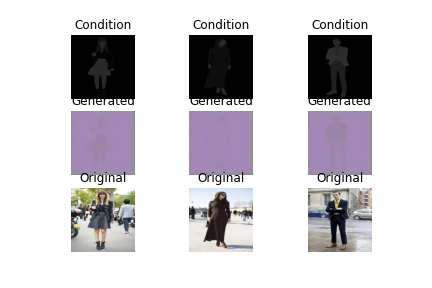 Condition Condition Condition
Generated Generated Generated
Original Original Original